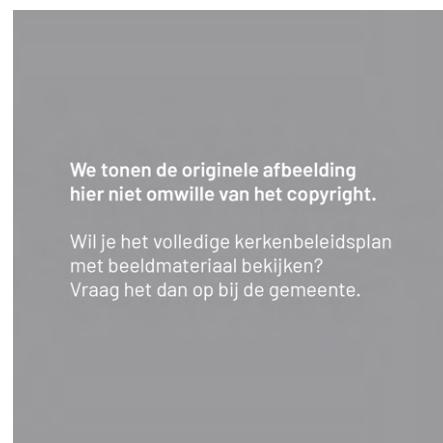 We tonen de originele afbeelding
hier niet omwille van het copyright.
Wil je het volledige kerkenbeleidsplan
met beeldmateriaal bekijken?
Vraag het dan op bij de gemeente.